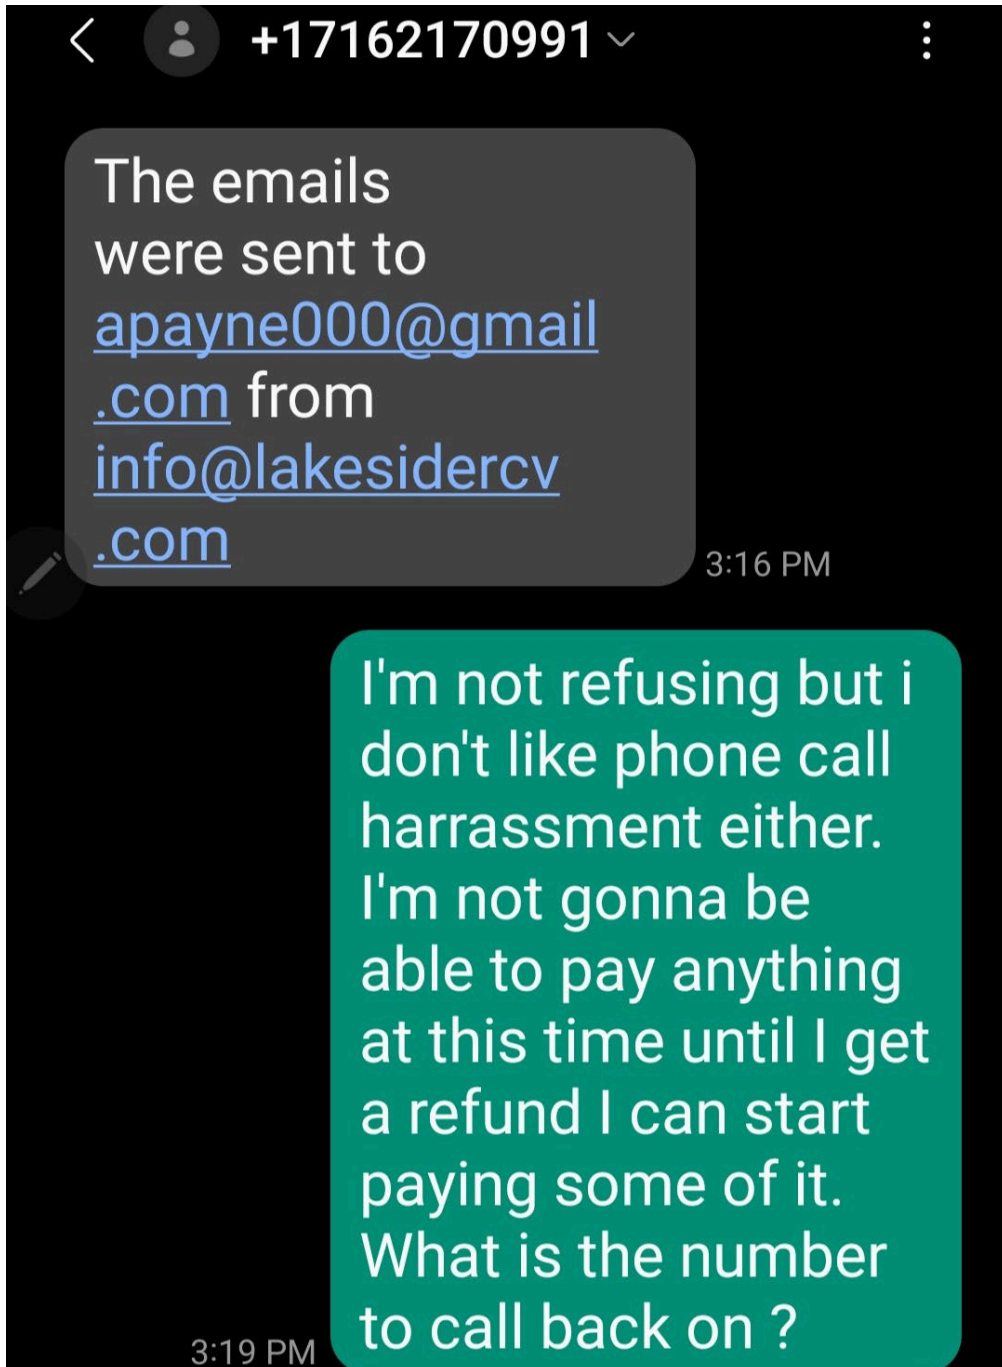 +17162170991
The emails
were sent to
apayne000@gmail
.com from
info@lakesidercv
.com
3:16 PM
I'm not refusing but i
don't like phone call
harrassment either.
I'm not gonna be
able to pay anything
at this time until I get
a refund I can start
paying some of it.
What is the number
to call back on ?
3:19 PM